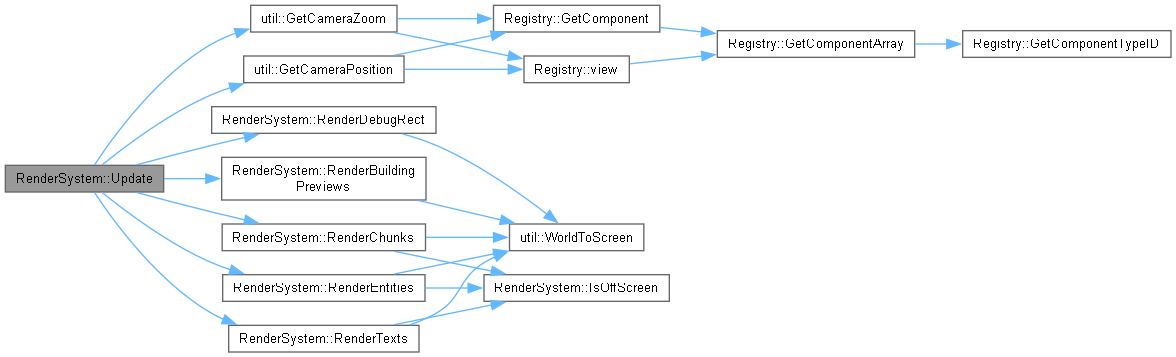 util::GetCameraZoom
Registry::GetComponent
Registry::GetComponentArray
Registry::GetComponentTypeID
util::GetCameraPosition
Registry::view
RenderSystem::RenderDebugRect
RenderSystem::Update
RenderSystem::RenderBuilding
Previews
RenderSystem::RenderChunks
util::WorldToScreen
RenderSystem::RenderEntities
RenderSystem::IsOffScreen
RenderSystem::RenderTexts